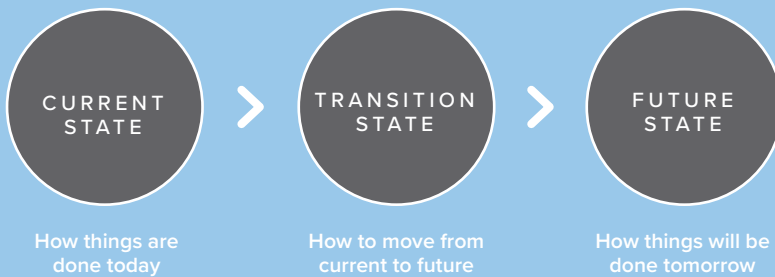 CURRENT
STATE
TRANSITION
STATE
FUTURE
STATE
How things are
done today
How to move from
current to future
How things will be
done tomorrow